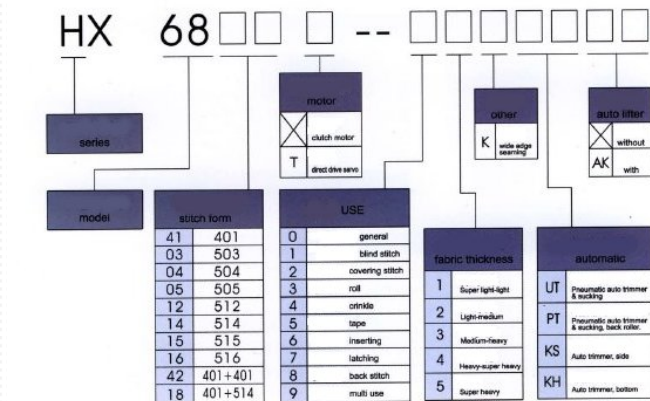 HX 68 --
series
model
motor
clutch motor
T direct drive servo
other
K wide edge seaming
auto lifter
without
AK with
stitch form
41 401
03 503
04 504
05 505
12 512
14 514
15 515
16 516
42 401+401
18 401+514
USE
0 general
1 blind stitch
2 covering stitch
3 roll
4 crinkle
5 tape
6 inserting
7 latching
8 back stitch
9 multi use
fabric thickness
1 Super light-light
2 Light-medium
3 Medium-heavy
4 Heavy-super heavy
5 Super heavy
automatic
UT Pneumatic auto trimmer
& sucking
PT Pneumatic auto trimmer
& sucking, back roller.
KS Auto trimmer, side
KH Auto trimmer, bottom